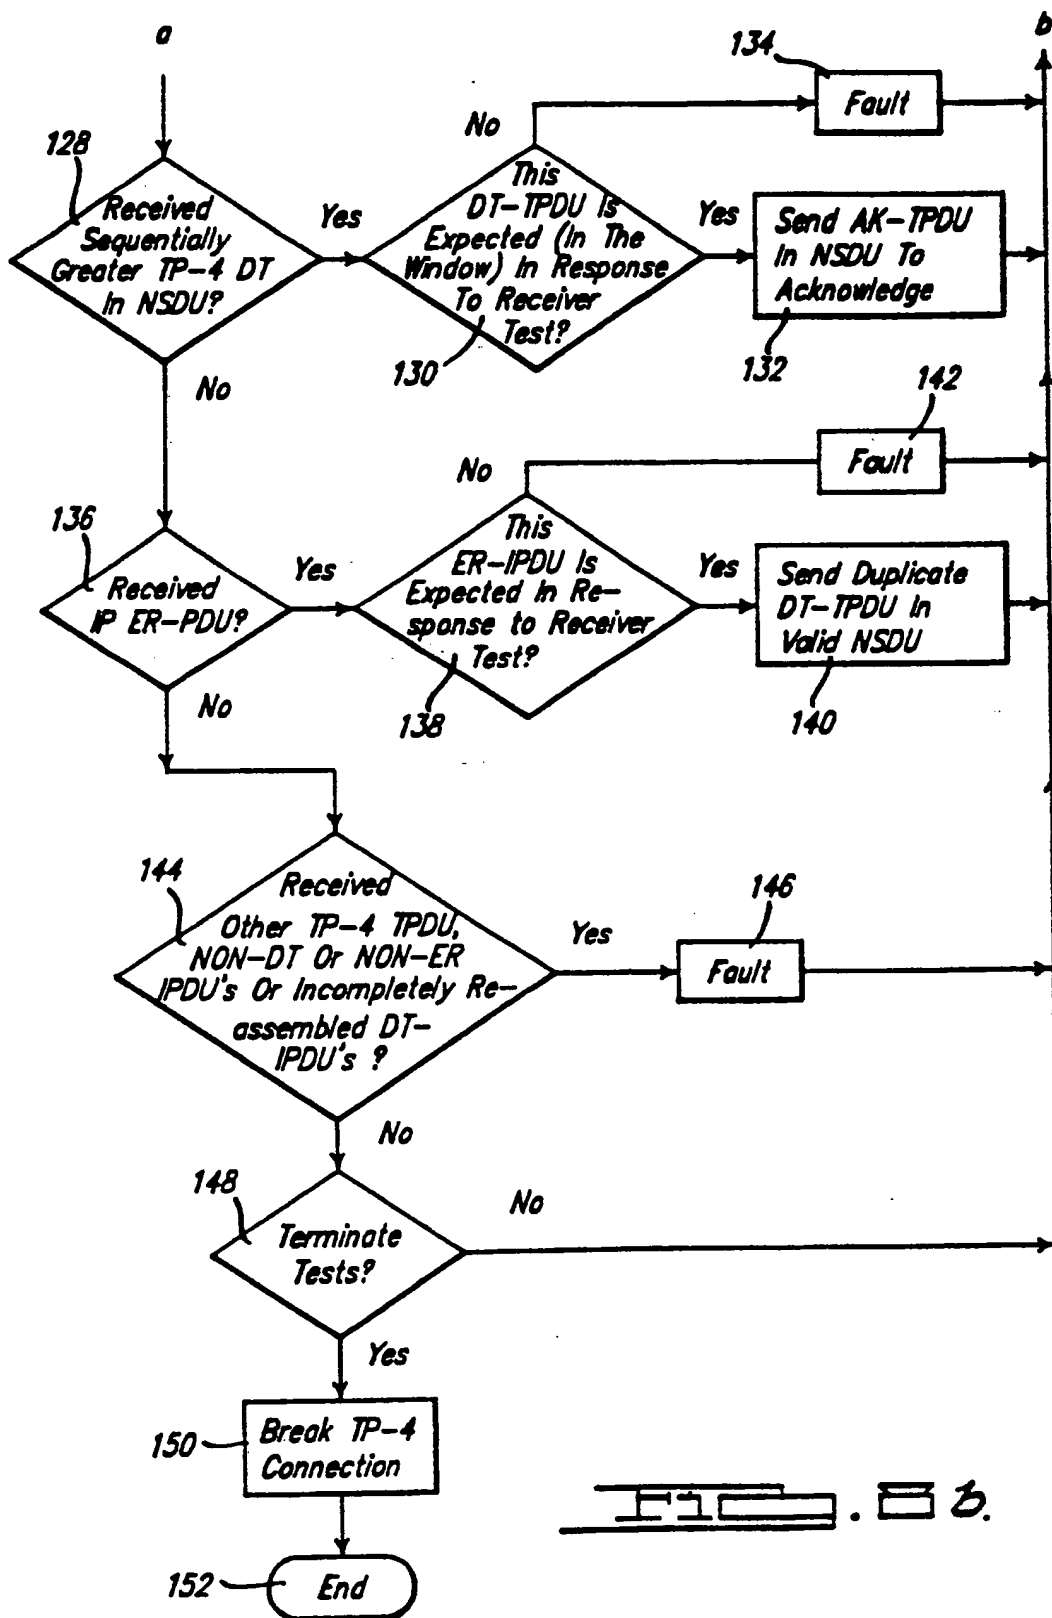 a
b
134
Fault
No
128
Received
Sequentially
Greater TP-4 DT
In NSDU?
Yes
This
DT-TPDU Is
Expected (In The
Window) In Response
To Receiver
Test?
130
Yes
Send AK-TPDU
In NSDU To
Acknowledge
132
No
142
Fault
No
136
Received
IP ER-PDU?
Yes
This
ER-IPDU Is
Expected In Re-
sponse to Receiver
Test?
138
Yes
Send Duplicate
DT-TPDU In
Valid NSDU
140
No
144
Received
Other TP-4 TPDU,
NON-DT Or NON-ER
IPDU's Or Incompletely Re-
assembled DT-
IPDU's ?
Yes
146
Fault
No
148
Terminate
Tests?
No
Yes
150
Break TP-4
Connection
152
End
b.